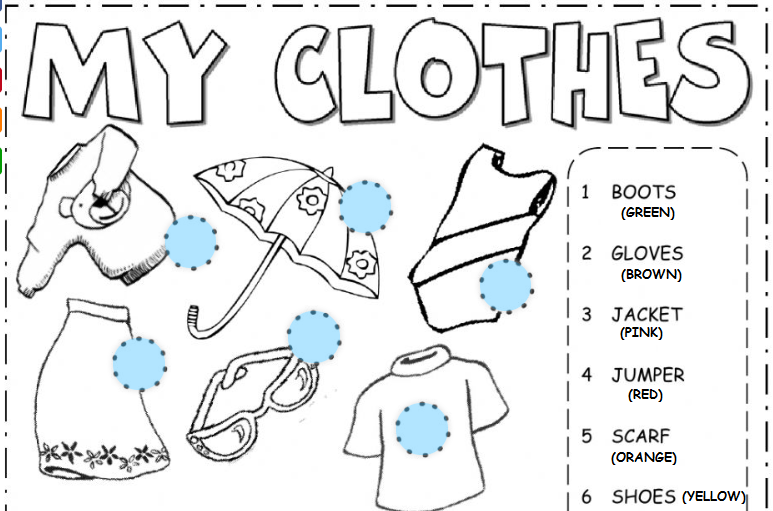 MY CLOTHES
1 BOOTS
(GREEN)
2 GLOVES
(BROWN)
3 JACKET
(PINK)
4 JUMPER
(RED)
5 SCARF
(ORANGE)
6 SHOES (YELLOW)